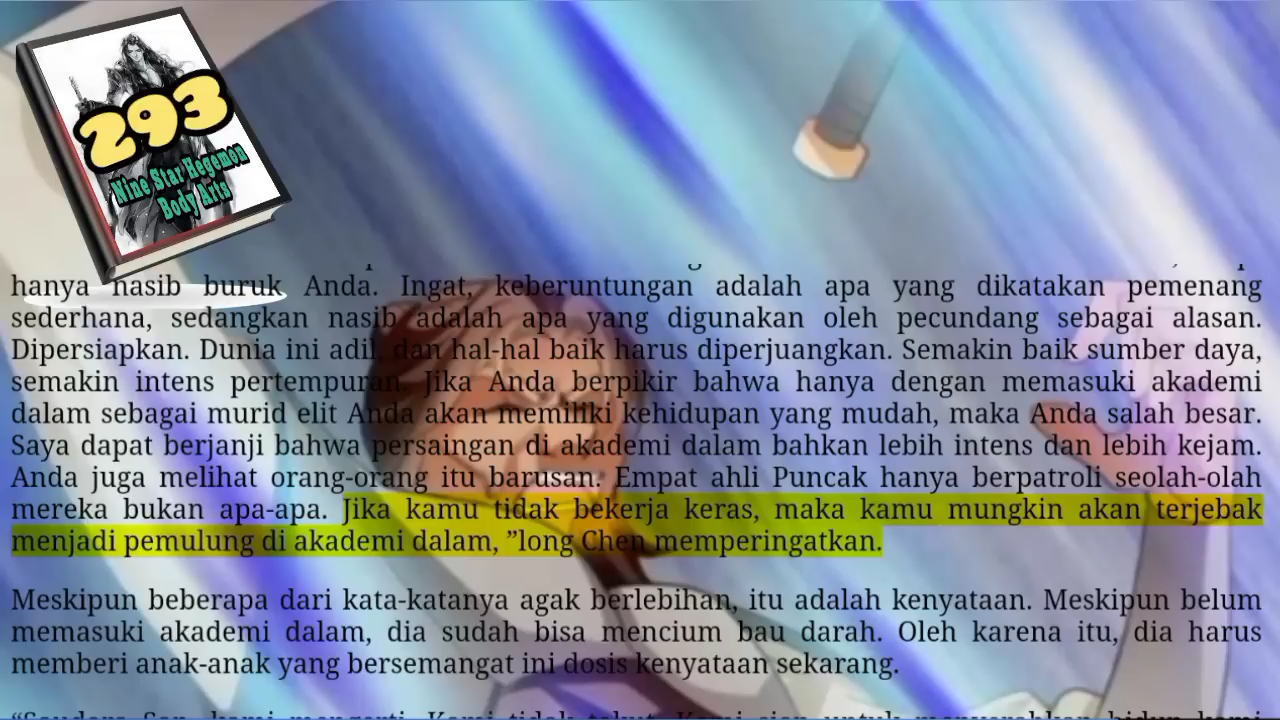 293
Nine Star Hegemon
Body Arts
hanya nasib buruk Anda. Ingat, keberuntungan adalah apa yang dikatakan pemenang
sederhana, sedangkan nasib adalah apa yang digunakan oleh pecundang sebagai alasan.
Dipersiapkan. Dunia ini adil, dan hal-hal baik harus diperjuangkan. Semakin baik sumber daya,
semakin intens pertempuran. Jika Anda berpikir bahwa hanya dengan memasuki akademi
dalam sebagai murid elit Anda akan memiliki kehidupan yang mudah, maka Anda salah besar.
Saya dapat berjanji bahwa persaingan di akademi dalam bahkan lebih intens dan lebih kejam.
Anda juga melihat orang-orang itu barusan. Empat ahli Puncak hanya berpatroli seolah-olah
mereka bukan apa-apa. Jika kamu tidak bekerja keras, maka kamu mungkin akan terjebak
menjadi pemulung di akademi dalam, ”long Chen memperingatkan.
Meskipun beberapa dari kata-katanya agak berlebihan, itu adalah kenyataan. Meskipun belum
memasuki akademi dalam, dia sudah bisa mencium bau darah. Oleh karena itu, dia harus
memberi anak-anak yang bersemangat ini dosis kenyataan sekarang.